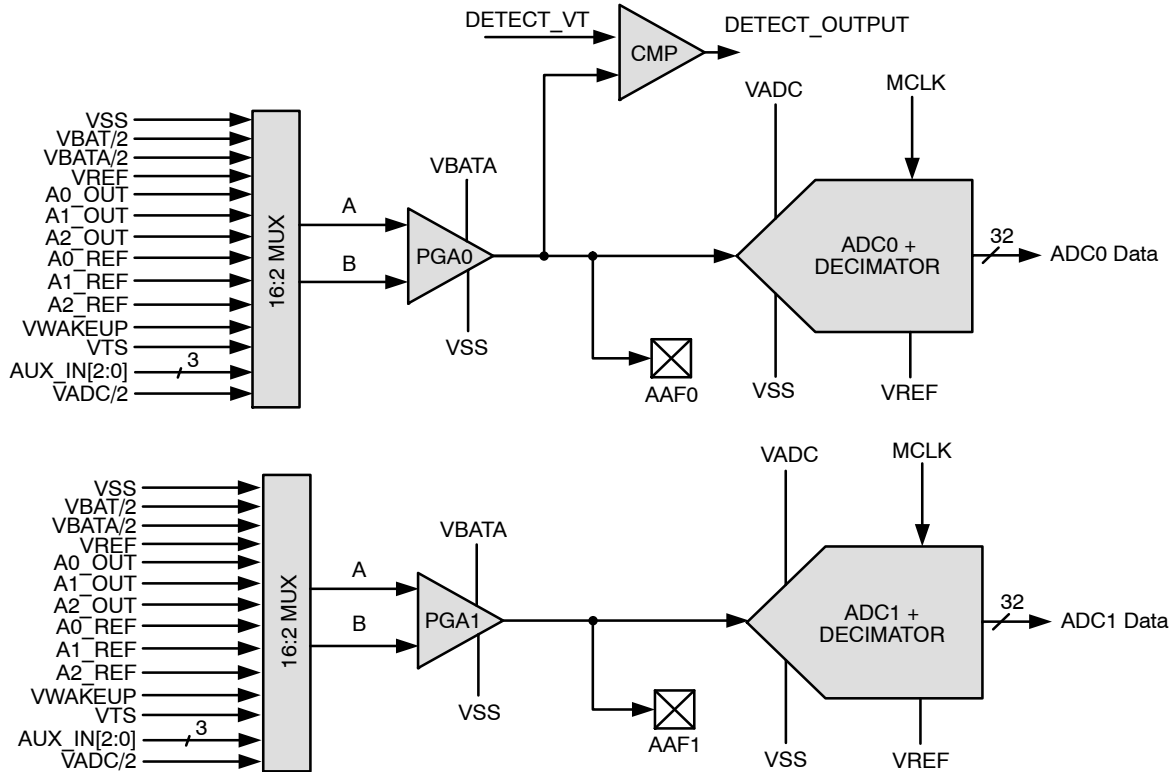 DETECT_VT
DETECT_OUTPUT
CMP
VADC
MCLK
VSS
VBAT/2
VBATA/2
VREF
A0_OUT
A1_OUT
A2_OUT
A0_REF
A1_REF
A2_REF
VWAKEUP
VTS
AUX_IN[2:0]
3
VADC/2
16:2 MUX
A
B
VBATA
PGA0
VSS
AAF0
ADC0 +
DECIMATOR
32
ADC0 Data
VSS
VREF
VADC
MCLK
VSS
VBAT/2
VBATA/2
VREF
A0_OUT
A1_OUT
A2_OUT
A0_REF
A1_REF
A2_REF
VWAKEUP
VTS
AUX_IN[2:0]
3
VADC/2
16:2 MUX
A
B
VBATA
PGA1
VSS
AAF1
ADC1 +
DECIMATOR
32
ADC1 Data
VSS
VREF